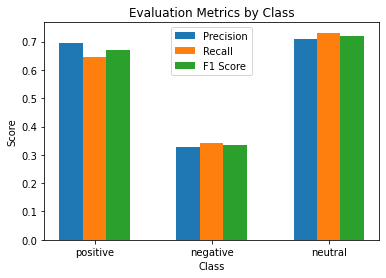 Evaluation Metrics by Class
Precision
Recall
F1 Score
Score
0.7
0.6
0.5
0.4
0.3
0.2
0.1
0.0
positive negative neutral
Class